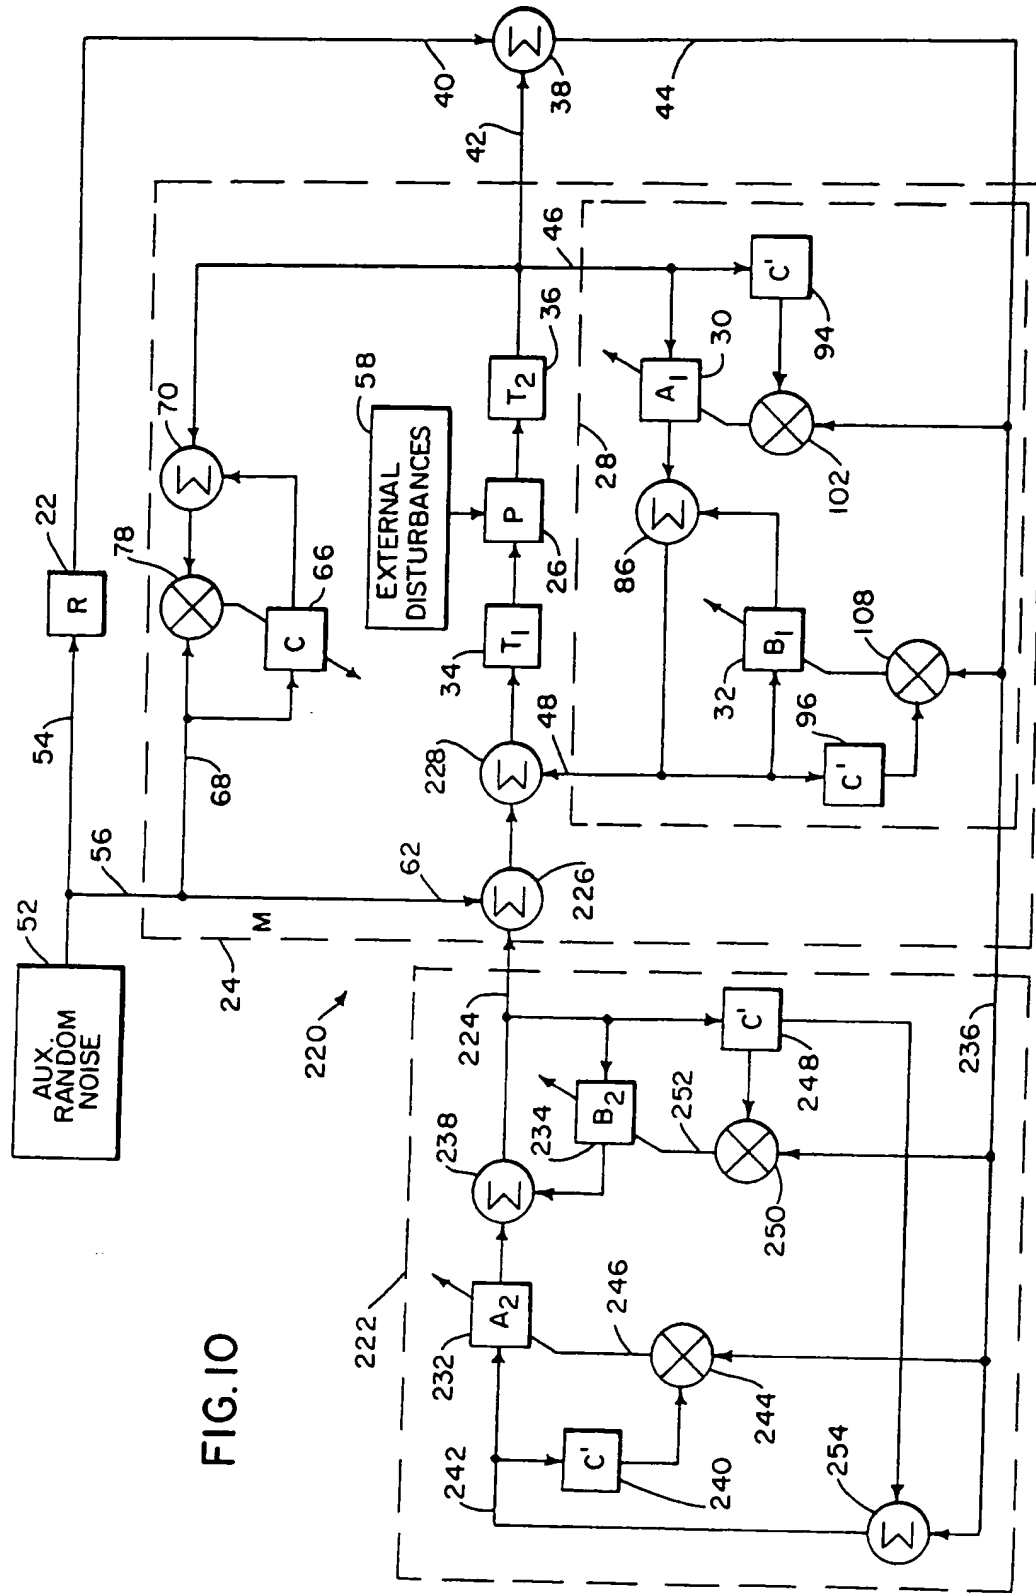 FIG.10
AUX.
RANDOM
NOISE
52
54
R
22
56
24
M
68
62
78
70
C
66
40
Σ
38
42
44
EXTERNAL
DISTURBANCES
58
220
222
224
Σ
226
Σ
228
T1
34
P
26
T2
36
46
48
28
Σ
86
A1
30
C'
94
102
B1
32
C'
96
108
242
A2
232
Σ
238
B2
234
252
C'
248
250
C'
240
246
244
Σ
254
236
Σ